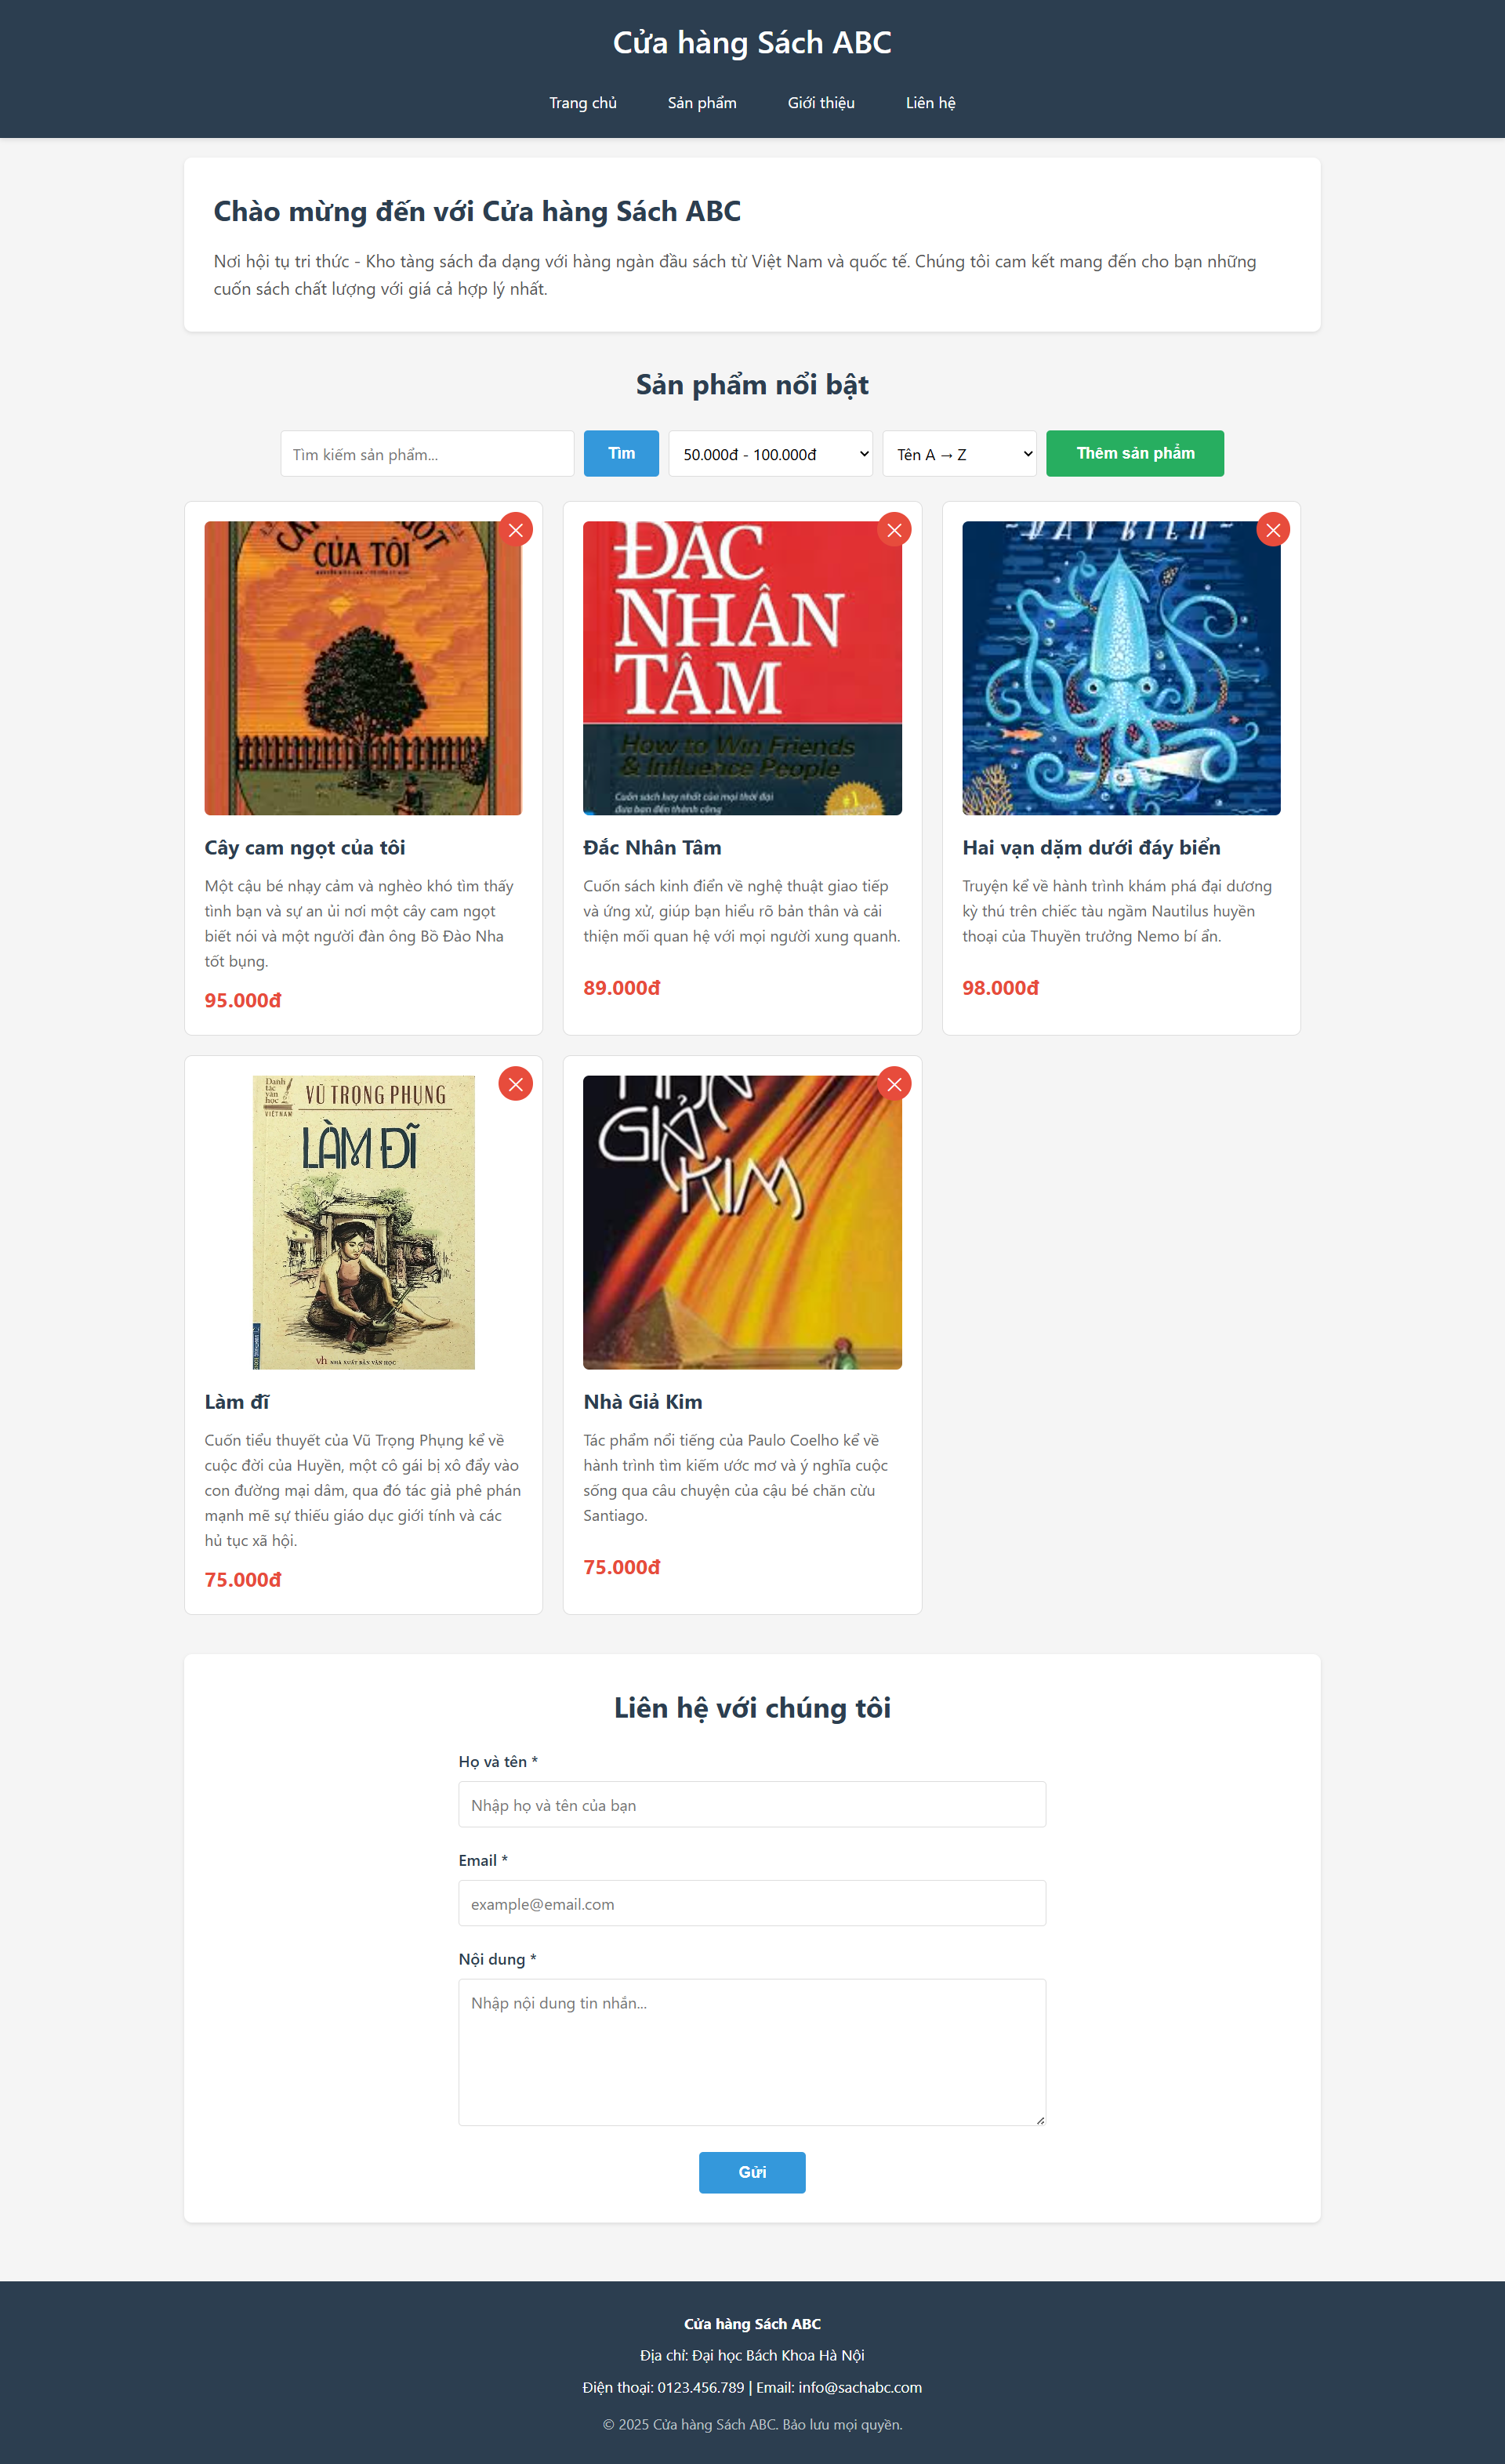 Cửa hàng Sách ABC
Trang chủ Sản phẩm Giới thiệu Liên hệ
Chào mừng đến với Cửa hàng Sách ABC
Nơi hội tụ tri thức - Kho tàng sách đa dạng với hàng ngàn đầu sách từ Việt Nam và quốc tế. Chúng tôi cam kết mang đến cho bạn những
cuốn sách chất lượng với giá cả hợp lý nhất.
Sản phẩm nổi bật
Tìm kiếm sản phẩm... Tìm 50.000đ - 100.000đ Tên A → Z Thêm sản phẩm
CỦA TÔI
Cây cam ngọt của tôi
Một cậu bé nhạy cảm và nghèo khó tìm thấy
tình bạn và sự an ủi nơi một cây cam ngọt
biết nói và một người đàn ông Bồ Đào Nha
tốt bụng.
95.000đ
ĐẮC
NHÂN
TÂM
How to Win Friends
& Influence People
Cuốn sách hay nhất của mọi thời đại
đưa bạn đến thành công
#1
Đắc Nhân Tâm
Cuốn sách kinh điển về nghệ thuật giao tiếp
và ứng xử, giúp bạn hiểu rõ bản thân và cải
thiện mối quan hệ với mọi người xung quanh.
89.000đ
ĐÁY BIỂN
Hai vạn dặm dưới đáy biển
Truyện kể về hành trình khám phá đại dương
kỳ thú trên chiếc tàu ngầm Nautilus huyền
thoại của Thuyền trưởng Nemo bí ẩn.
98.000đ
Danh
tác
văn
học
VIỆT NAM
VŨ TRỌNG PHỤNG
LÀM ĐĨ
vh NHÀ XUẤT BẢN VĂN HỌC
Làm đĩ
Cuốn tiểu thuyết của Vũ Trọng Phụng kể về
cuộc đời của Huyền, một cô gái bị xô đẩy vào
con đường mại dâm, qua đó tác giả phê phán
mạnh mẽ sự thiếu giáo dục giới tính và các
hủ tục xã hội.
75.000đ
GIẢ
KIM
Nhà Giả Kim
Tác phẩm nổi tiếng của Paulo Coelho kể về
hành trình tìm kiếm ước mơ và ý nghĩa cuộc
sống qua câu chuyện của cậu bé chăn cừu
Santiago.
75.000đ
Liên hệ với chúng tôi
Họ và tên *
Nhập họ và tên của bạn
Email *
example@email.com
Nội dung *
Nhập nội dung tin nhắn...
Gửi
Cửa hàng Sách ABC
Địa chỉ: Đại học Bách Khoa Hà Nội
Điện thoại: 0123.456.789 | Email: info@sachabc.com
© 2025 Cửa hàng Sách ABC. Bảo lưu mọi quyền.